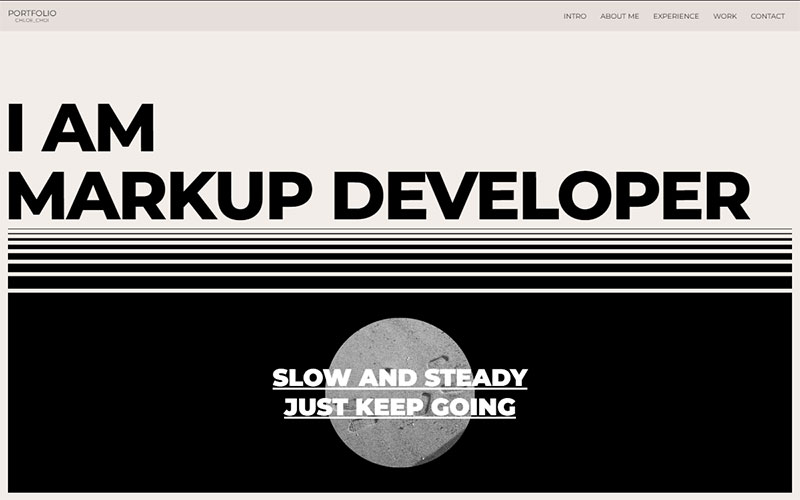 PORTFOLIO
CHLOE_CHOI
INTRO ABOUT ME EXPERIENCE WORK CONTACT
I AM
MARKUP DEVELOPER
SLOW AND STEADY
JUST KEEP GOING